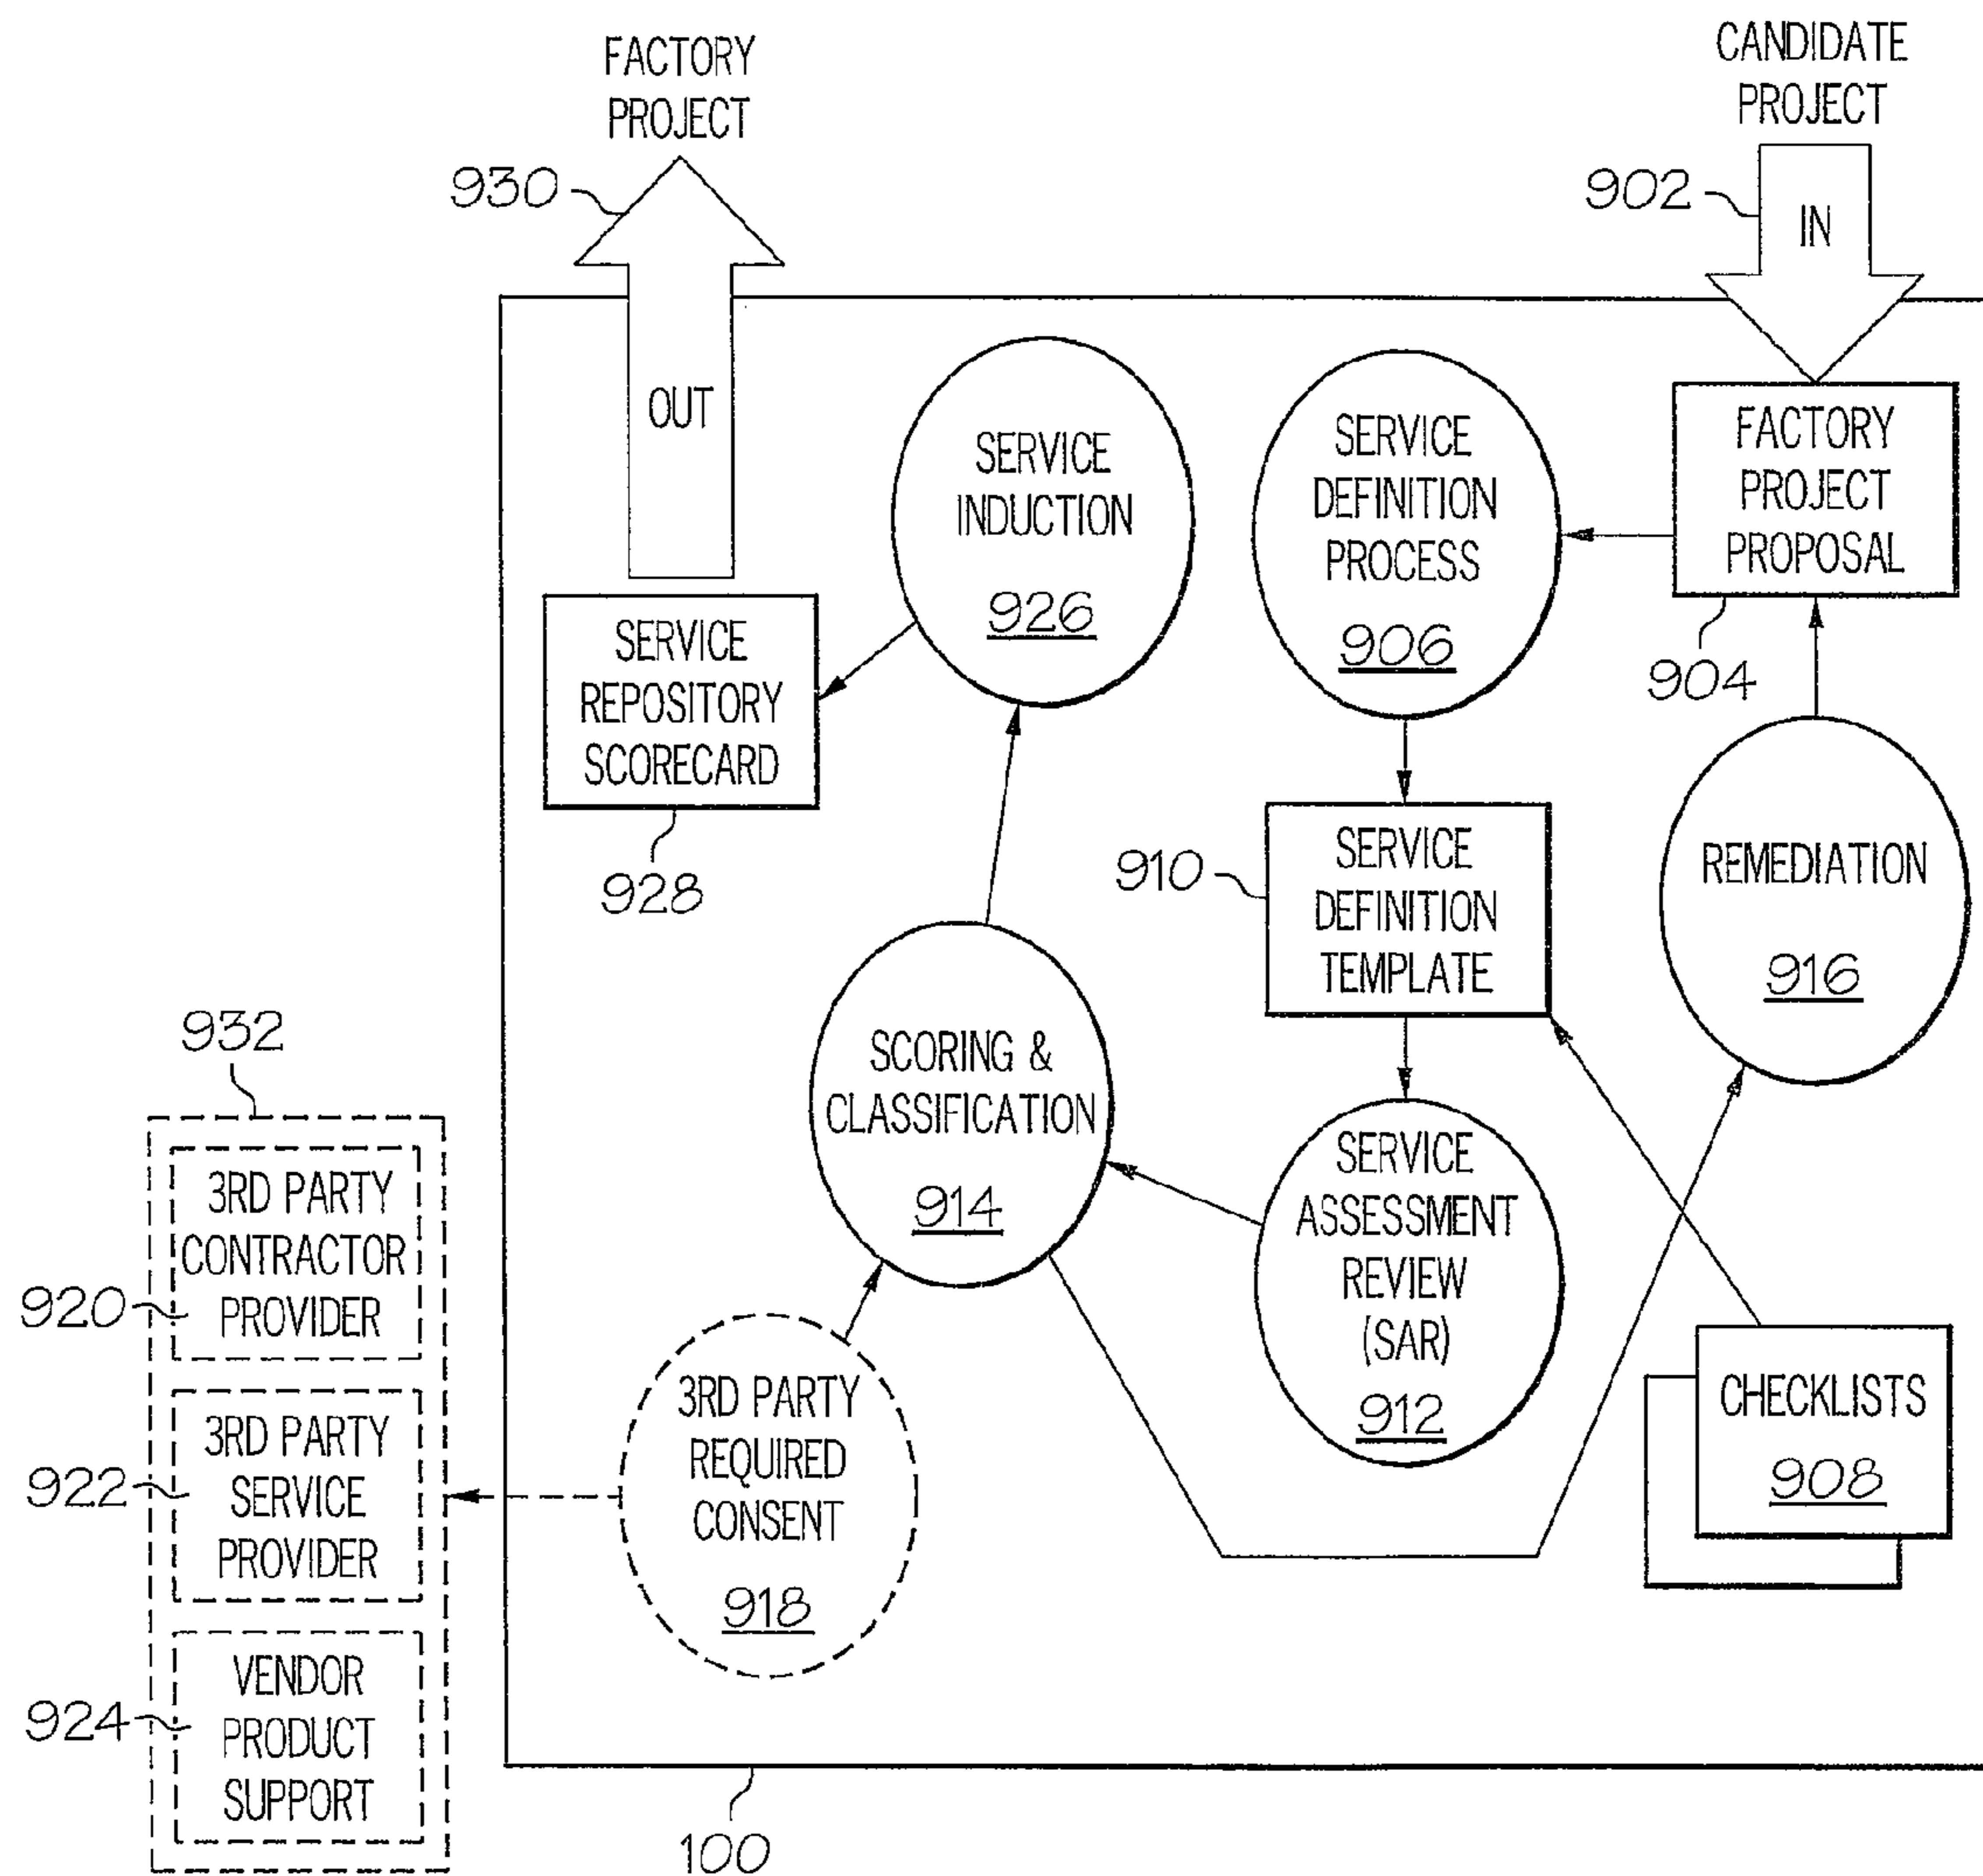 FACTORY
PROJECT
CANDIDATE
PROJECT
930
902
IN
OUT
SERVICE
INDUCTION
926
SERVICE
DEFINITION
PROCESS
906
FACTORY
PROJECT
PROPOSAL
904
SERVICE
REPOSITORY
SCORECARD
928
910
SERVICE
DEFINITION
TEMPLATE
REMEDIATION
916
SCORING &
CLASSIFICATION
914
SERVICE
ASSESSMENT
REVIEW
(SAR)
912
932
3RD PARTY
CONTRACTOR
PROVIDER
920
3RD PARTY
SERVICE
PROVIDER
922
VENDOR
PRODUCT
SUPPORT
924
3RD PARTY
REQUIRED
CONSENT
918
CHECKLISTS
908
100